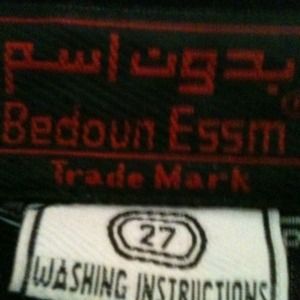 بدون اسم
Bedoun Essm
Trade Mark
27
WASHING INSTRUCTIONS